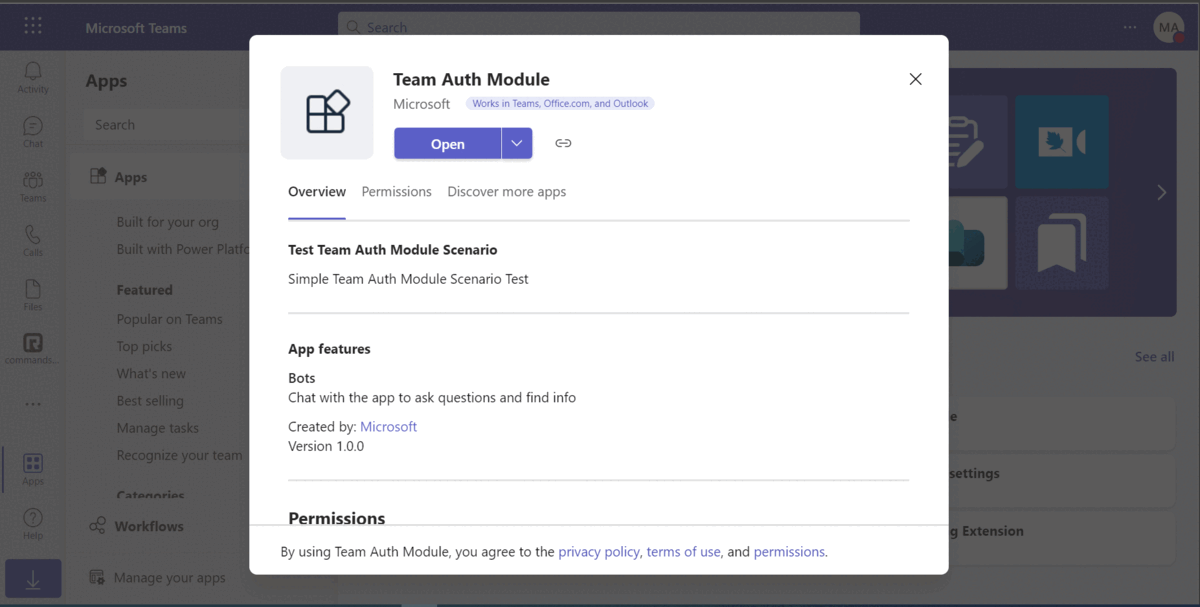 Microsoft Teams
Search
MA
Activity
Chat
Teams
Calls
Files
commands...
Apps
Help
Apps
Search
Apps
Built for your org
Built with Power Platfo
Featured
Popular on Teams
Top picks
What's new
Best selling
Manage tasks
Recognize your team
Categories
Workflows
Manage your apps
Team Auth Module
Microsoft Works in Teams, Office.com, and Outlook
Open
Overview Permissions Discover more apps
Test Team Auth Module Scenario
Simple Team Auth Module Scenario Test
App features
Bots
Chat with the app to ask questions and find info
Created by: Microsoft
Version 1.0.0
Permissions
By using Team Auth Module, you agree to the privacy policy, terms of use, and permissions.
See all
e
settings
g Extension